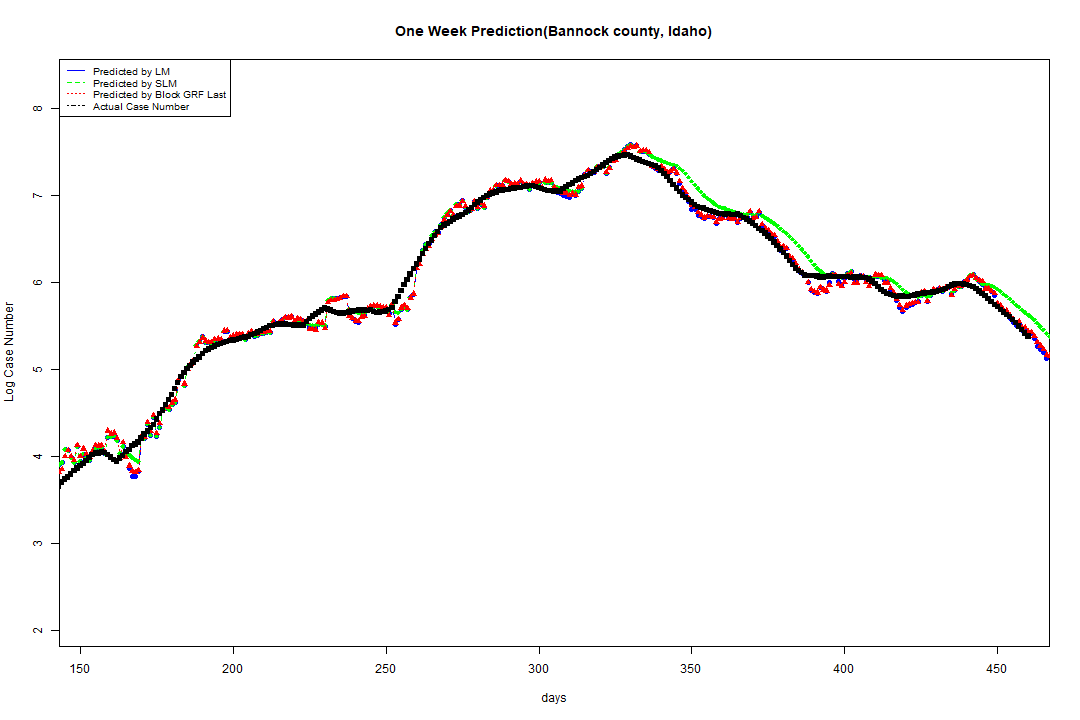 One Week Prediction(Bannock county, Idaho)
Predicted by LM
Predicted by SLM
Predicted by Block GRF Last
Actual Case Number
8
7
6
5
4
3
2
Log Case Number
150 200 250 300 350 400 450
days